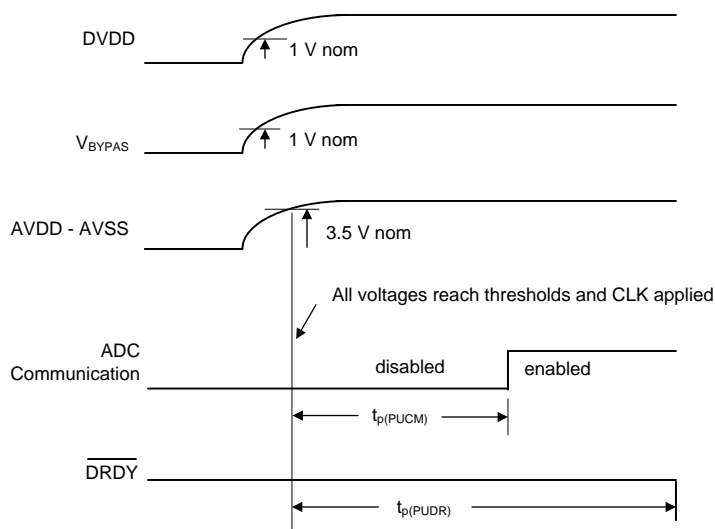 DVDD
1 V nom
VBYPAS
1 V nom
AVDD - AVSS
3.5 V nom
All voltages reach thresholds and CLK applied
ADC
Communication
disabled
enabled
tp(PUCM)
DRDY
tp(PUDR)